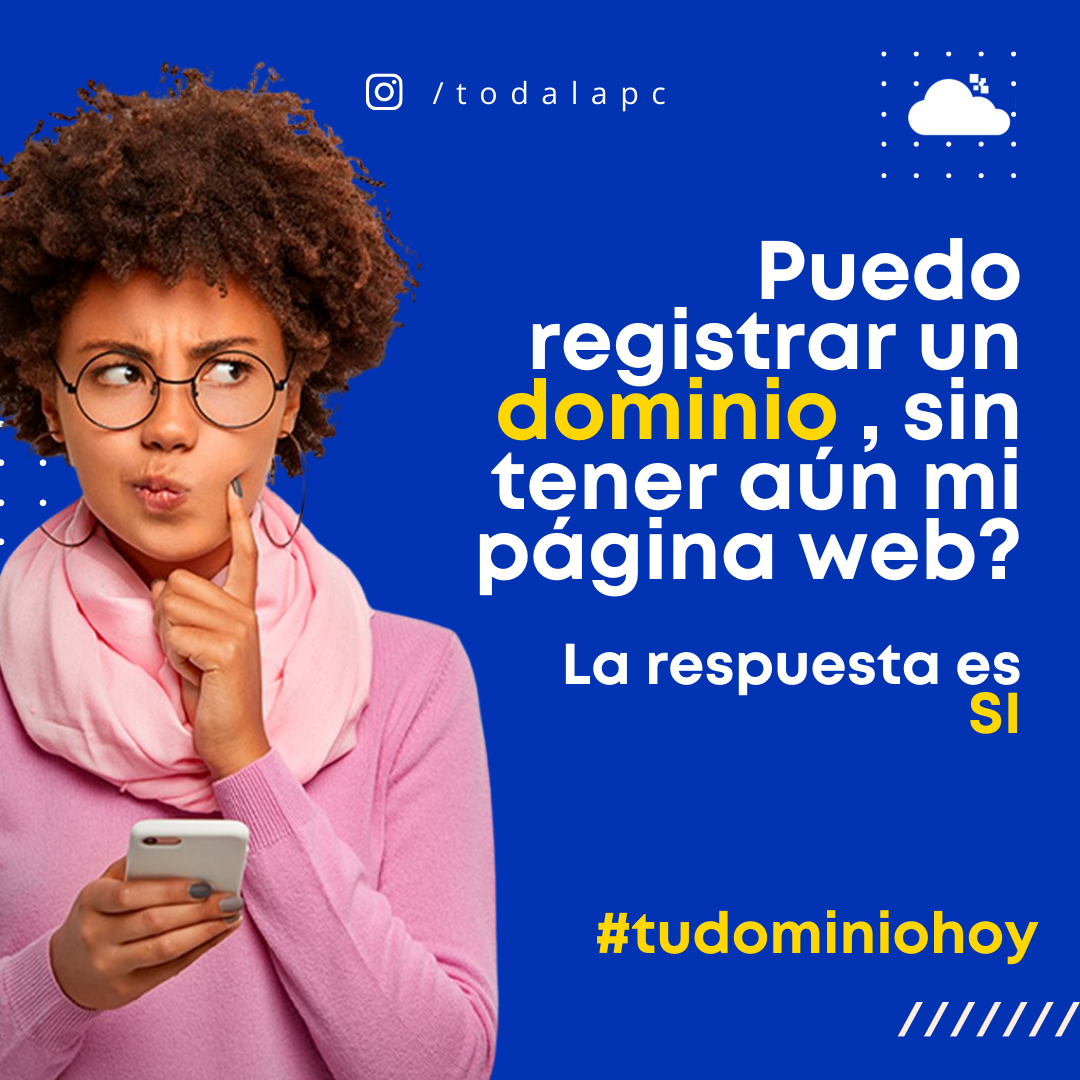 /todalapc
Puedo
registrar un
dominio , sin
tener aún mi
página web?
La respuesta es
SI
#tudominiohoy